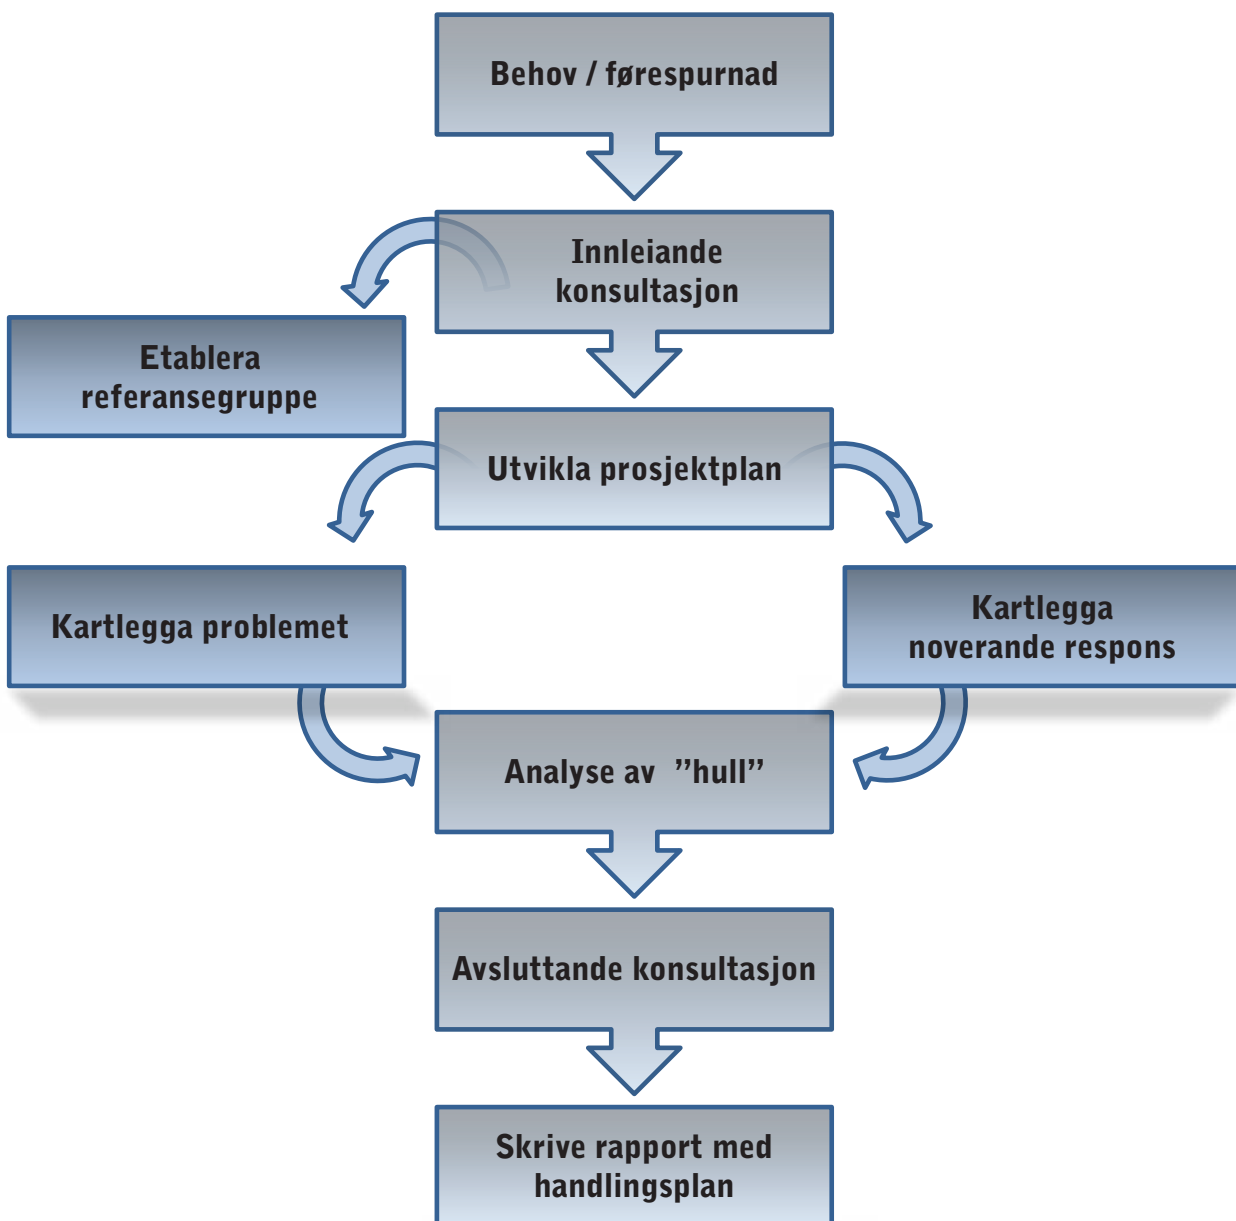 Behov / førespurnad
Innleiande
konsultasjon
Etablera
referansegruppe
Utvikla prosjektplan
Kartlegga problemet
Kartlegga
noverande respons
Analyse av ”hull”
Avsluttande konsultasjon
Skrive rapport med
handlingsplan